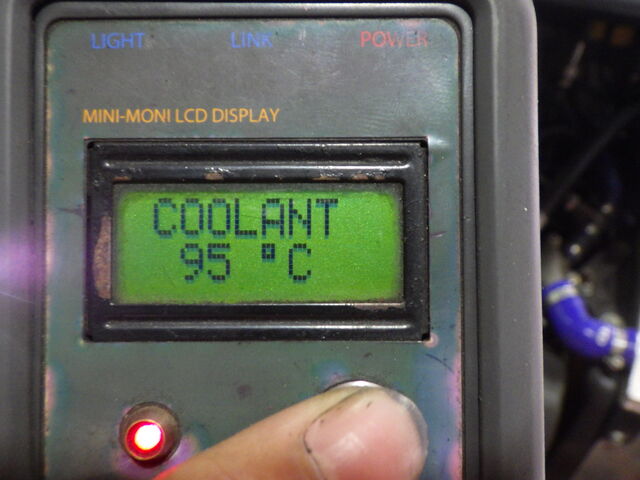 LIGHT LINK POWER
MINI-MONI LCD DISPLAY
COOLANT
95 °C